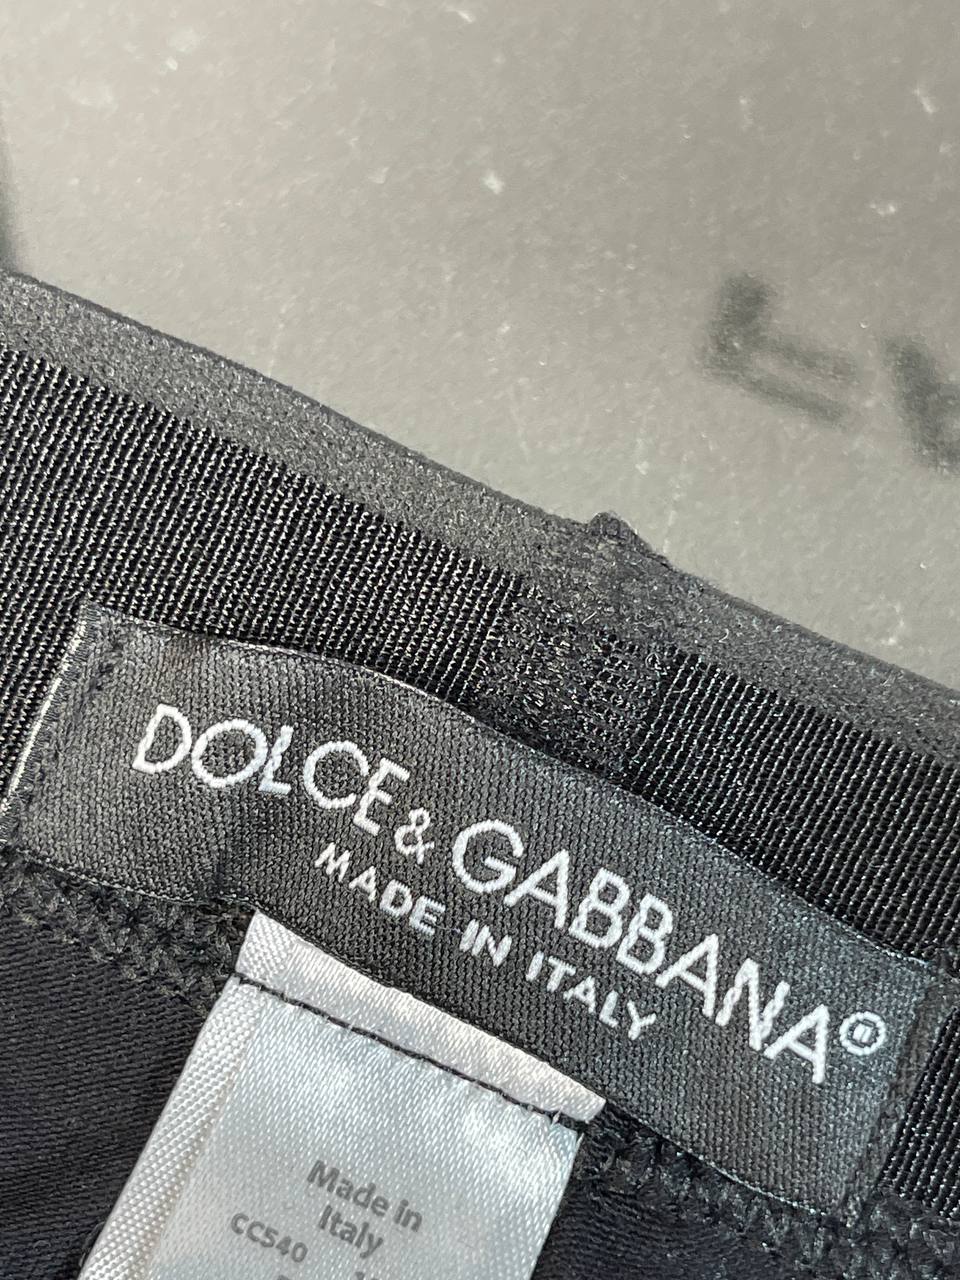 DOLCE & GABBANA®
MADE IN ITALY
Made in
Italy
CC540